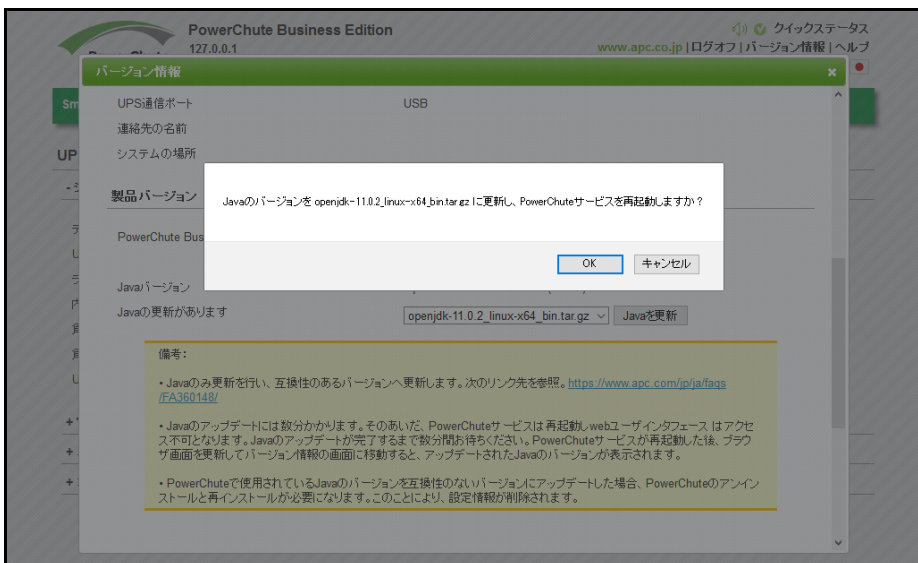 PowerChute Business Edition
クイックステータス
127.0.0.1
www.apc.co.jp | ログオフ | バージョン情報 | ヘルプ
バージョン情報
Sm
UPS通信ポート USB
連絡先の名前
システムの場所
UP
製品バージョン
Javaのバージョンを openjdk-11.0.2_linux-x64_bin.tar.gz に更新し、PowerChuteサービスを再起動しますか？
PowerChute Bus
OK キャンセル
Javaバージョン
Javaの更新があります openjdk-11.0.2_linux-x64_bin.tar.gz Javaを更新
備考：
• Javaのみ更新を行い、互換性のあるバージョンへ更新します。次のリンク先を参照。https://www.apc.com/jp/ja/faqs
/FA360148/
• Javaのアップデートには数分かかります。そのあいだ、PowerChuteサービスは再起動しwebユーザインタフェース はアクセ
ス不可となります。Javaのアップデートが完了するまで数分間お待ちください。PowerChuteサービスが再起動した後、ブラウ
ザ画面を更新してバージョン情報の画面に移動すると、アップデートされたJavaのバージョンが表示されます。
• PowerChuteで使用されているJavaのバージョンを互換性のないバージョンにアップデートした場合、PowerChuteのアンイン
ストールと再インストールが必要になります。このことにより、設定情報が削除されます。